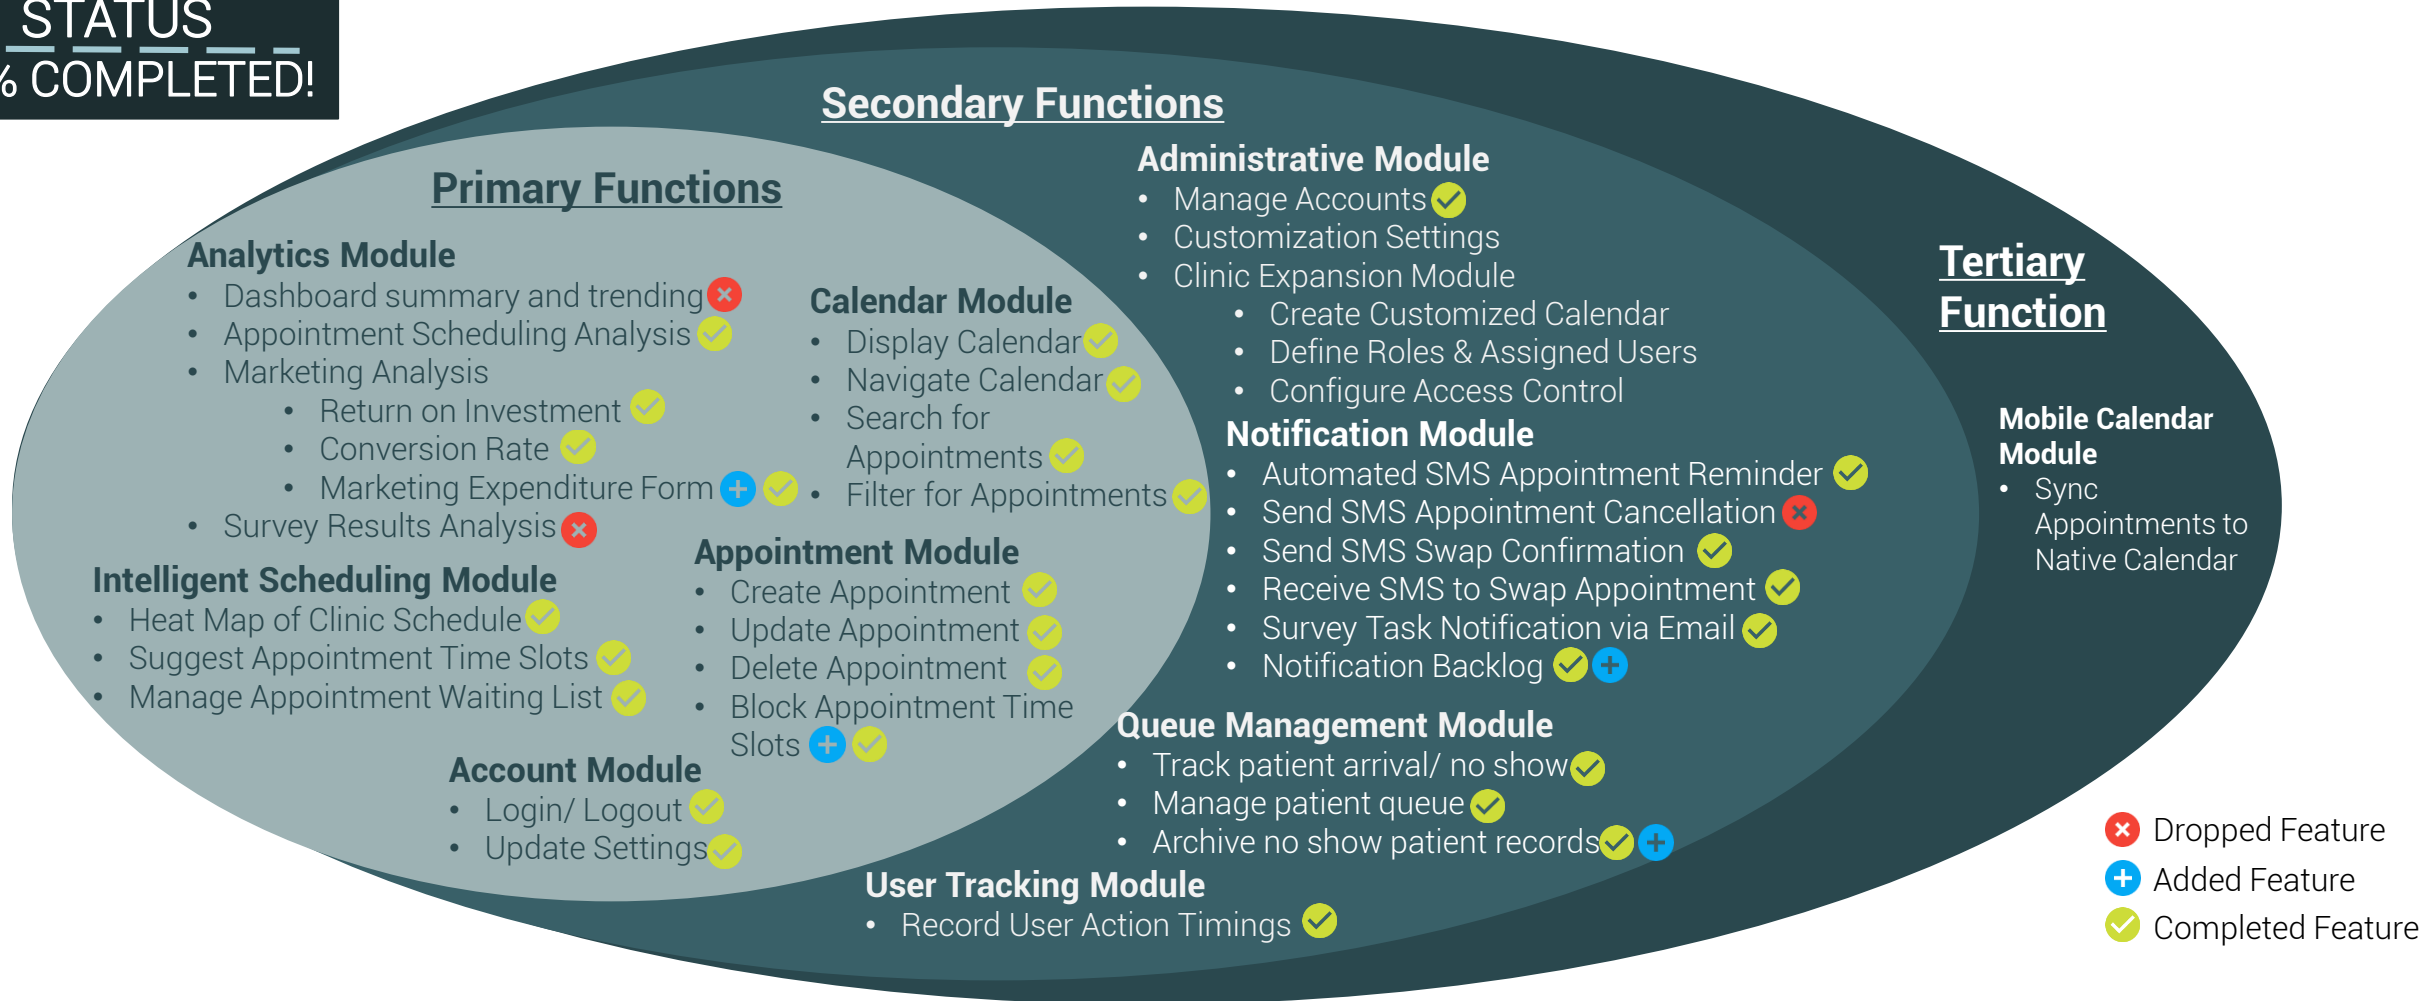 STATUS
% COMPLETED!
Secondary Functions
Primary Functions
Analytics Module
• Dashboard summary and trending
• Appointment Scheduling Analysis
• Marketing Analysis
• Return on Investment
• Conversion Rate
• Marketing Expenditure Form
• Survey Results Analysis
Calendar Module
• Display Calendar
• Navigate Calendar
• Search for
Appointments
• Filter for Appointments
Intelligent Scheduling Module
• Heat Map of Clinic Schedule
• Suggest Appointment Time Slots
• Manage Appointment Waiting List
Appointment Module
• Create Appointment
• Update Appointment
• Delete Appointment
• Block Appointment Time
Slots
Account Module
• Login/ Logout
• Update Settings
Administrative Module
• Manage Accounts
• Customization Settings
• Clinic Expansion Module
• Create Customized Calendar
• Define Roles & Assigned Users
• Configure Access Control
Notification Module
• Automated SMS Appointment Reminder
• Send SMS Appointment Cancellation
• Send SMS Swap Confirmation
• Receive SMS to Swap Appointment
• Survey Task Notification via Email
• Notification Backlog
Queue Management Module
• Track patient arrival/ no show
• Manage patient queue
• Archive no show patient records
User Tracking Module
• Record User Action Timings
Tertiary
Function
Mobile Calendar
Module
• Sync
Appointments to
Native Calendar
Dropped Feature
Added Feature
Completed Feature